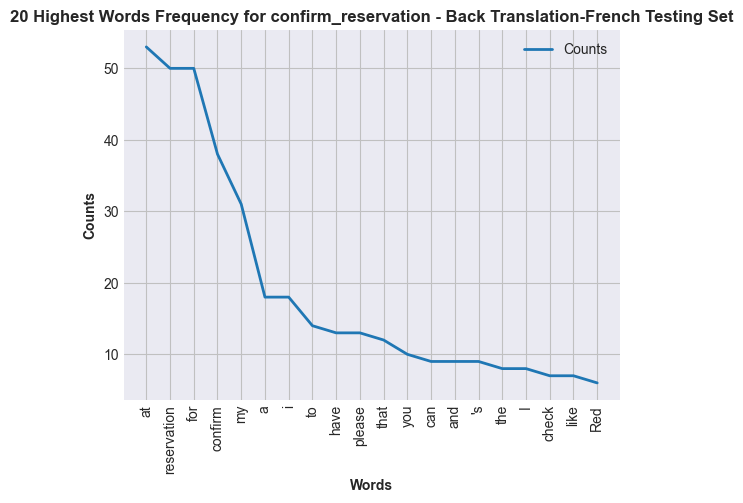 20 Highest Words Frequency for confirm_reservation - Back Translation-French Testing Set
Counts
50
40
30
20
10
Counts
at
reservation
for
confirm
my
a
i
to
have
please
that
you
can
and
's
the
I
check
like
Red
Words